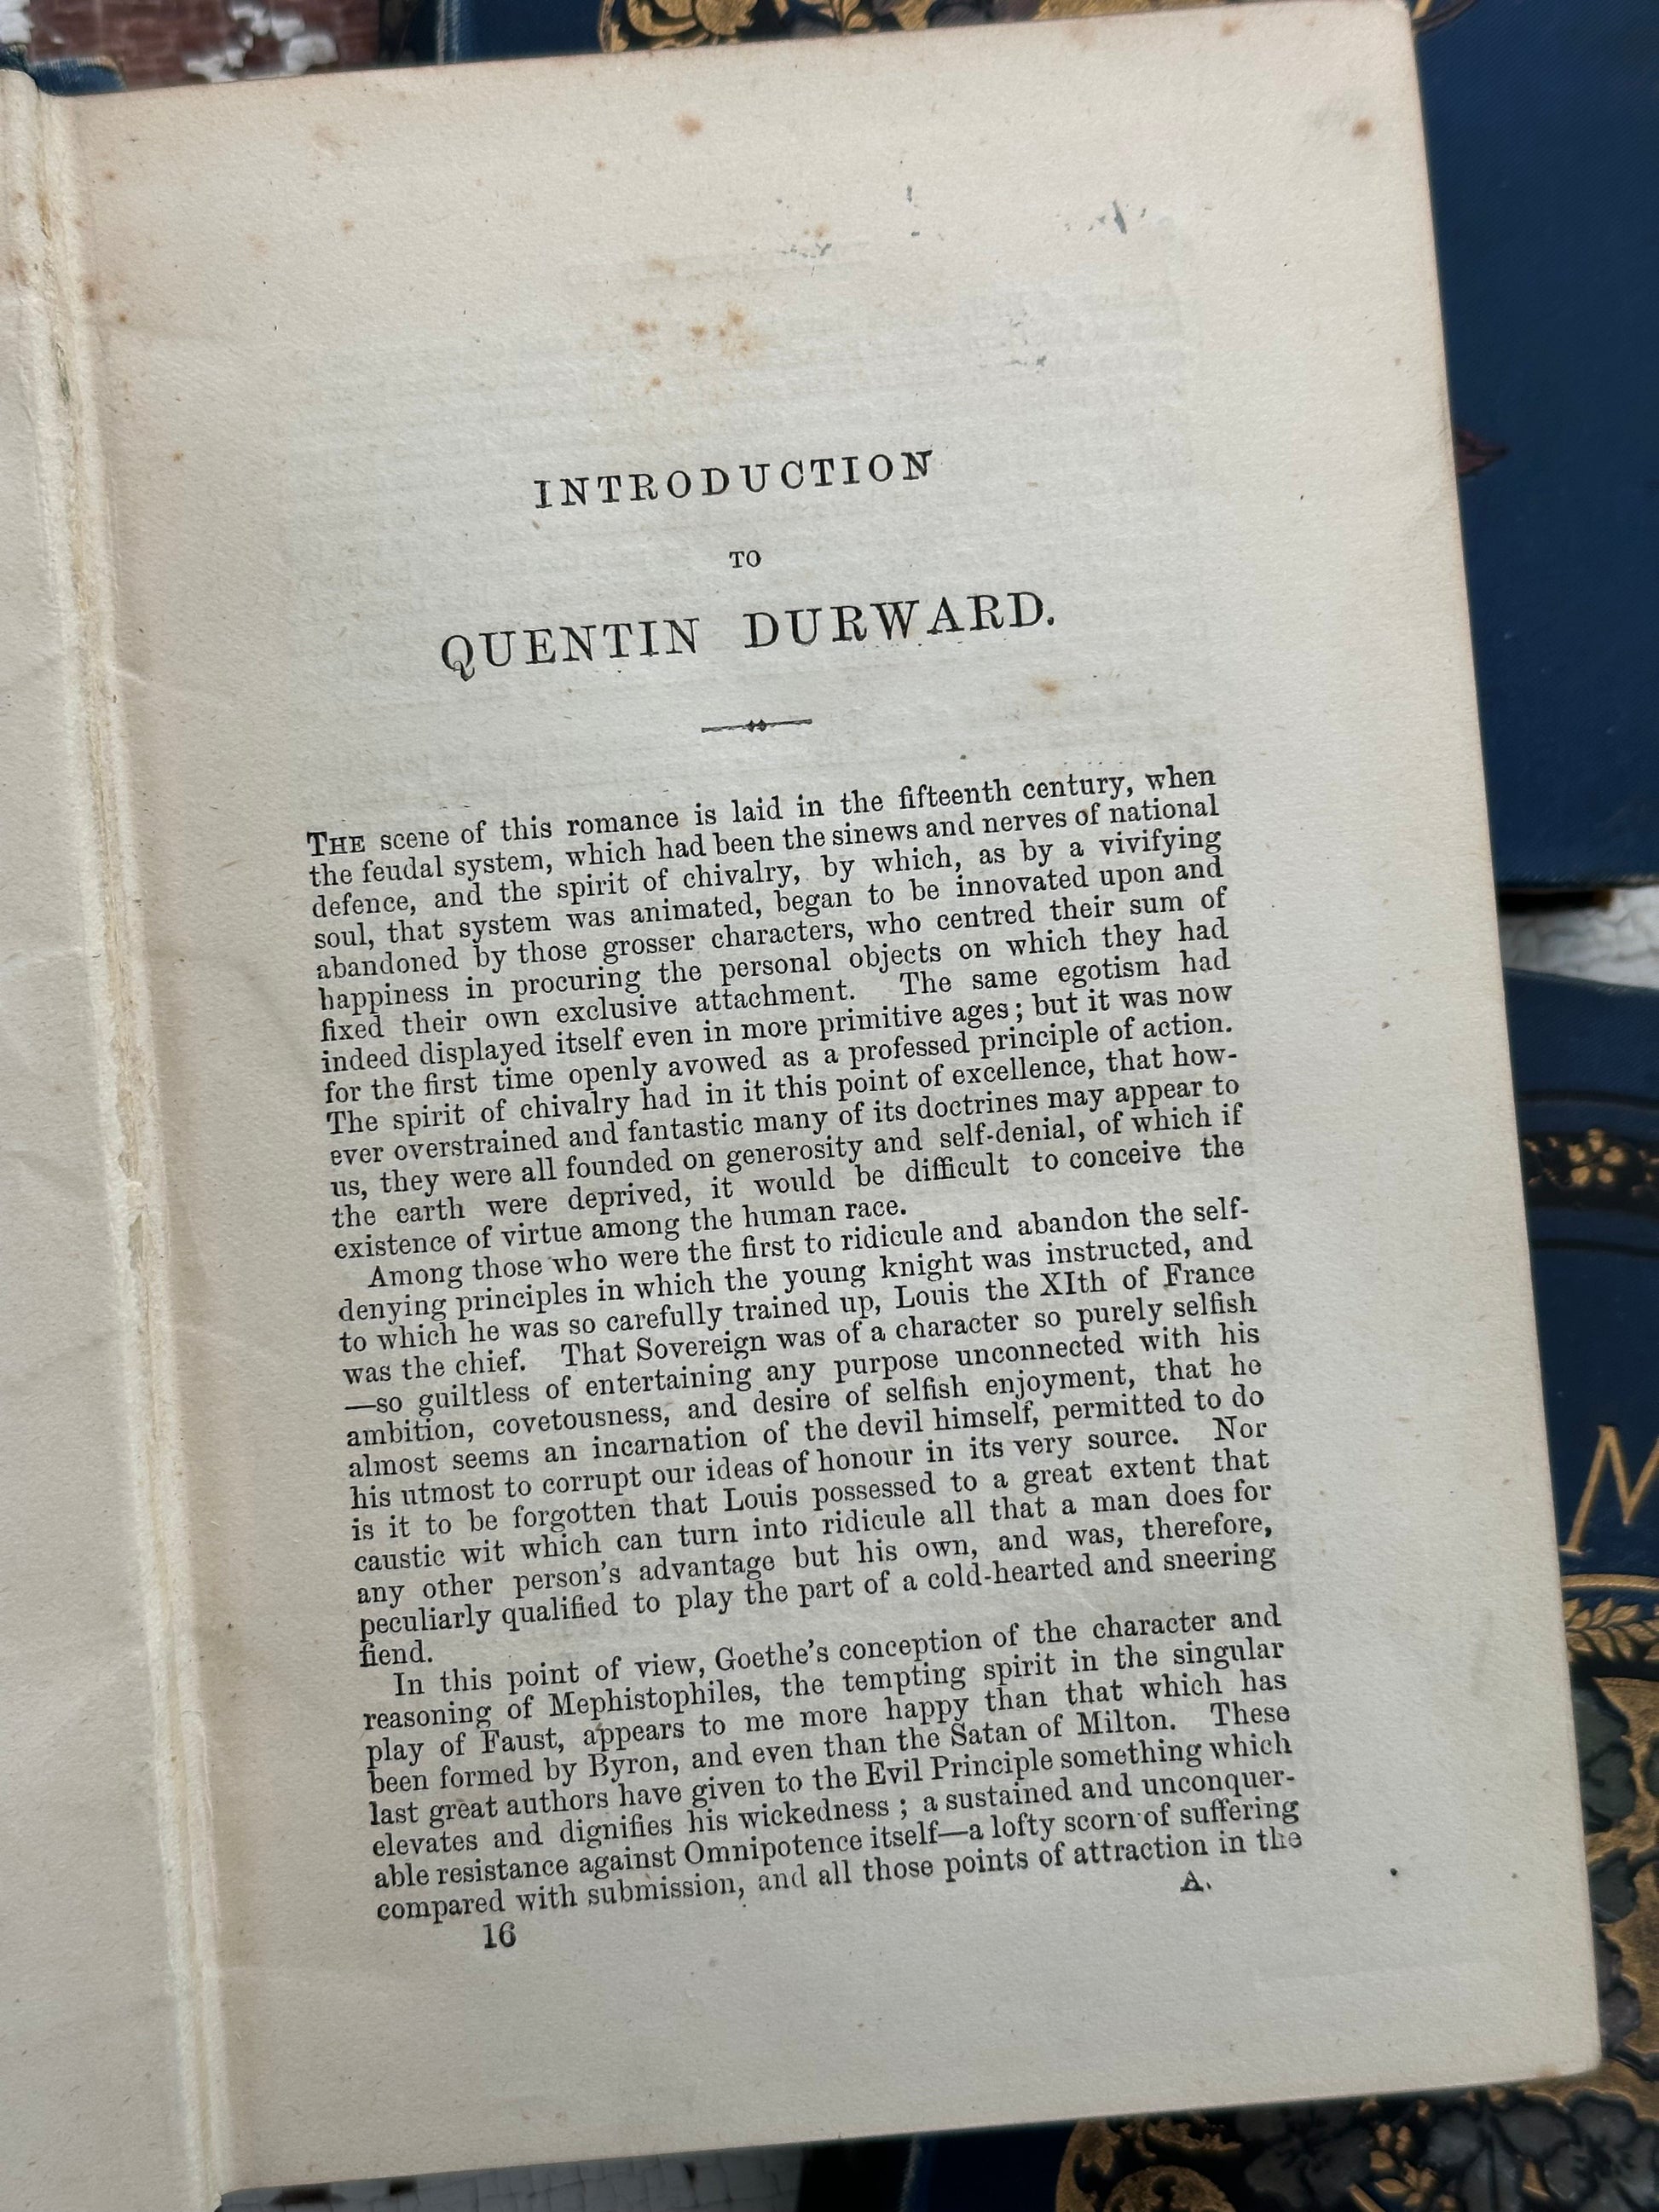 INTRODUCTION
TO
QUENTIN DURWARD.
THE scene of this romance is laid in the fifteenth century, when
the feudal system, which had been the sinews and nerves of national
defence, and the spirit of chivalry, by which, as by a vivifying
soul, that system was animated, began to be innovated upon and
abandoned by those grosser characters, who centred their sum of
happiness in procuring the personal objects on which they had
fixed their own exclusive attachment. The same egotism had
indeed displayed itself even in more primitive ages; but it was now
for the first time openly avowed as a professed principle of action.
The spirit of chivalry had in it this point of excellence, that how-
ever overstrained and fantastic many of its doctrines may appear to
us, they were all founded on generosity and self-denial, of which if
the earth were deprived, it would be difficult to conceive the
existence of virtue among the human race.
Among those who were the first to ridicule and abandon the self-
denying principles in which the young knight was instructed, and
to which he was so carefully trained up, Louis the XIth of France
was the chief. That Sovereign was of a character so purely selfish
—so guiltless of entertaining any purpose unconnected with his
ambition, covetousness, and desire of selfish enjoyment, that he
almost seems an incarnation of the devil himself, permitted to do
his utmost to corrupt our ideas of honour in its very source. Nor
is it to be forgotten that Louis possessed to a great extent that
caustic wit which can turn into ridicule all that a man does for
any other person's advantage but his own, and was, therefore,
peculiarly qualified to play the part of a cold-hearted and sneering
fiend.
In this point of view, Goethe's conception of the character and
reasoning of Mephistophiles, the tempting spirit in the singular
play of Faust, appears to me more happy than that which has
been formed by Byron, and even than the Satan of Milton. These
last great authors have given to the Evil Principle something which
elevates and dignifies his wickedness; a sustained and unconquer-
able resistance against Omnipotence itself—a lofty scorn of suffering
compared with submission, and all those points of attraction in the
16 A.
M